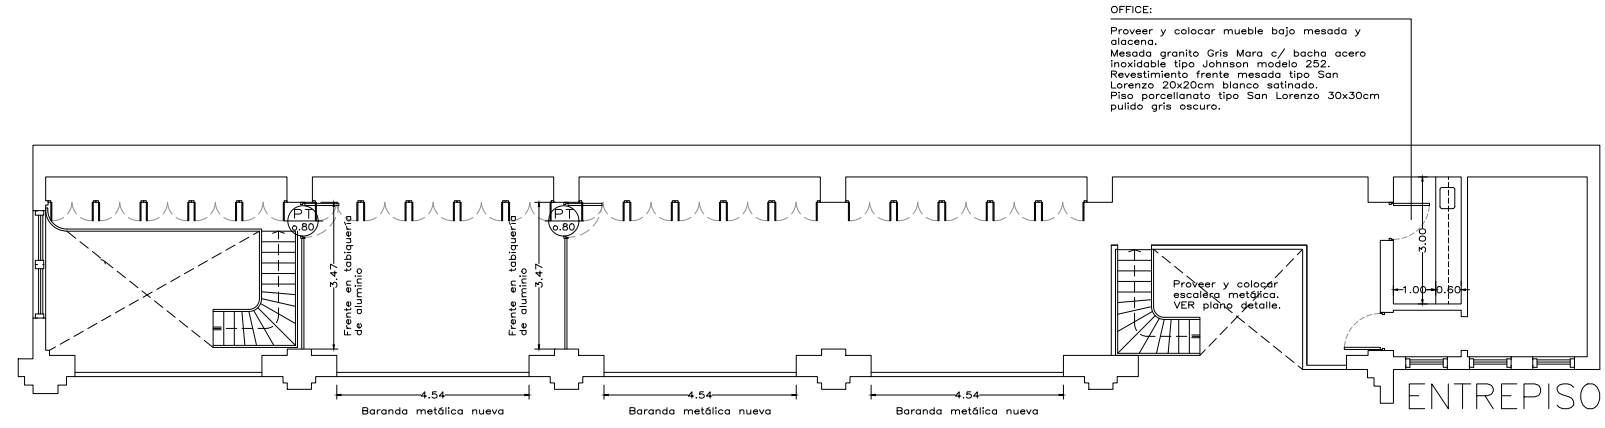 OFFICE:
Proveer y colocar mueble bajo mesada y
alacena.
Mesada granito Gris Mara c/ bacha acero
inoxidable tipo Johnson modelo 252.
Revestimiento frente mesada tipo San
Lorenzo 20x20cm blanco satinado.
Piso porcellanato tipo San Lorenzo 30x30cm
pulido gris oscuro.
PT
o.80
3.47
Frente en tabiquería
de aluminio
PT
o.80
Frente en tabiquería
de aluminio
3.47
Proveer y colocar
escalera metálica.
VER plano detalle.
3.00
1.00
0.60
4.54
Baranda metálica nueva
4.54
Baranda metálica nueva
4.54
Baranda metálica nueva
ENTREPISO